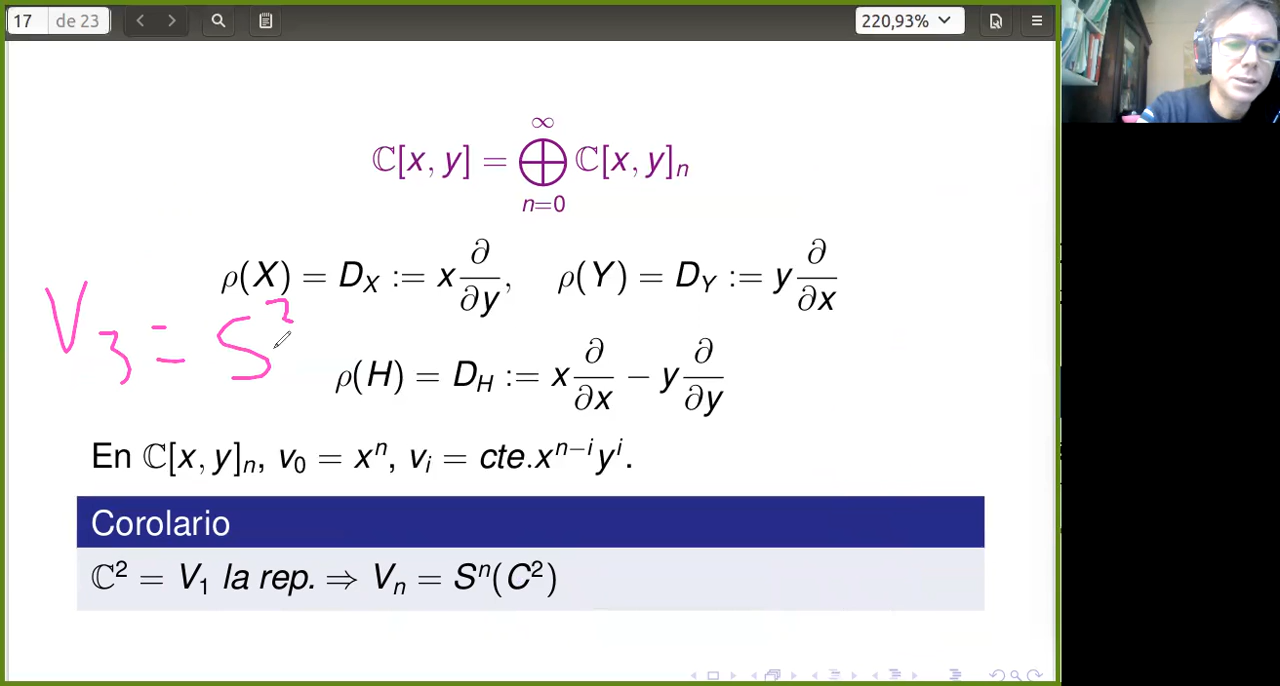 17 de 23 220,93%
ℂ[x, y] = ⨁_{n=0}^{∞} ℂ[x, y]_n
ρ(X) = D_X := x ∂/∂y, ρ(Y) = D_Y := y ∂/∂x
V_3 = S^2
ρ(H) = D_H := x ∂/∂x − y ∂/∂y
En ℂ[x, y]_n, v_0 = x^n, v_i = cte.x^{n−i}y^i.
Corolario
ℂ^2 = V_1 la rep. ⇒ V_n = S^n(C^2)